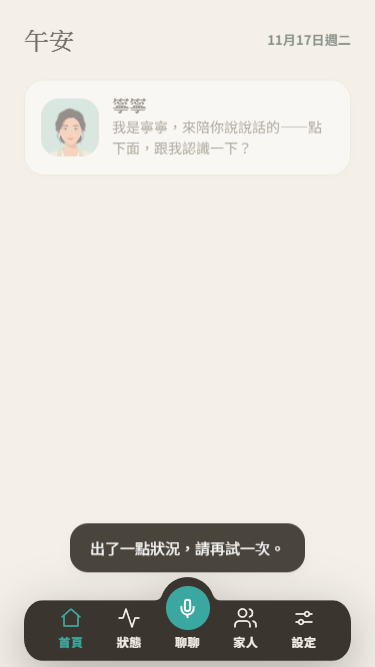 午安
11月17日週二
寧寧
我是寧寧，來陪你說說話的——點
下面，跟我認識一下？
出了一點狀況，請再試一次。
首頁
狀態
聊聊
家人
設定